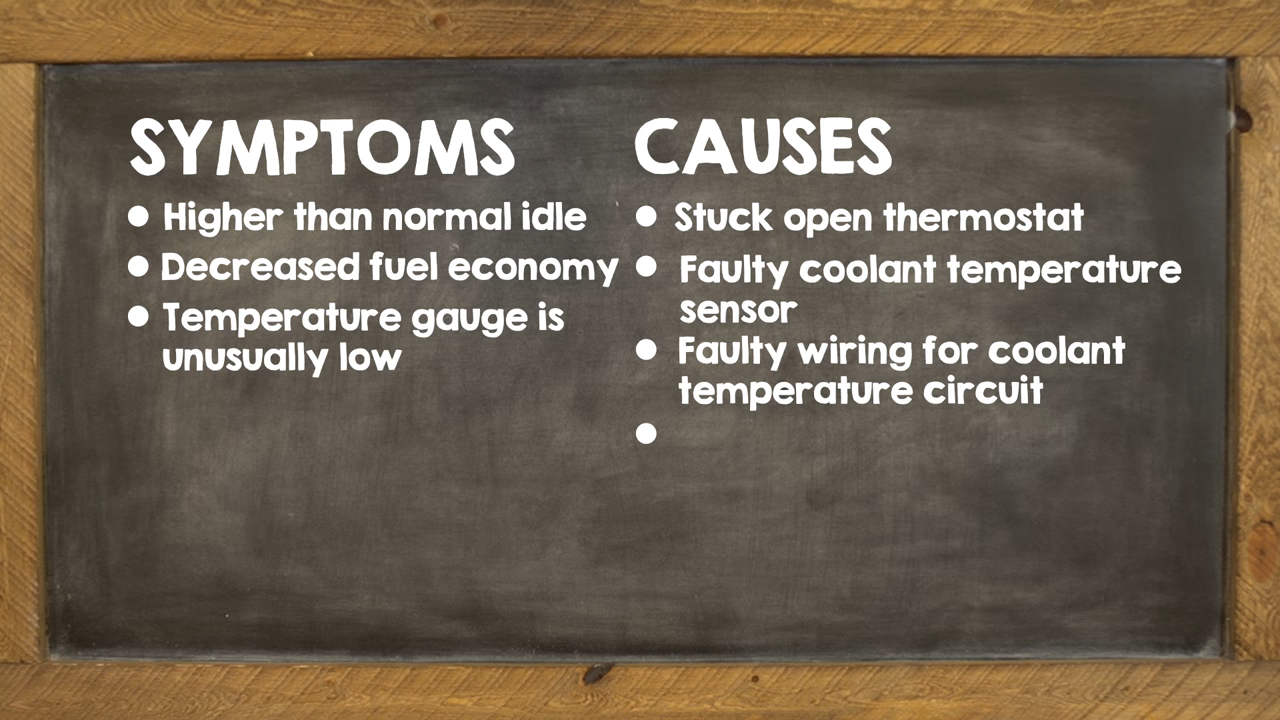 SYMPTOMS
• Higher than normal idle
• Decreased fuel economy
• Temperature gauge is
unusually low
CAUSES
• Stuck open thermostat
• Faulty coolant temperature
sensor
• Faulty wiring for coolant
temperature circuit
•